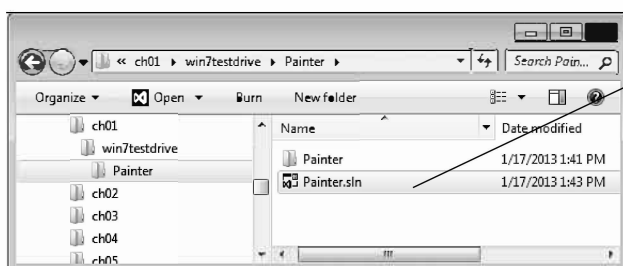 « ch01 ▸ win7testdrive ▸ Painter ▸
Search Pain...
Organize ▾ Open ▾ Burn New folder
ch01
win7testdrive
Painter
ch02
ch03
ch04
ch05
Name Date modified
Painter 1/17/2013 1:41 PM
Painter.sln 1/17/2013 1:43 PM